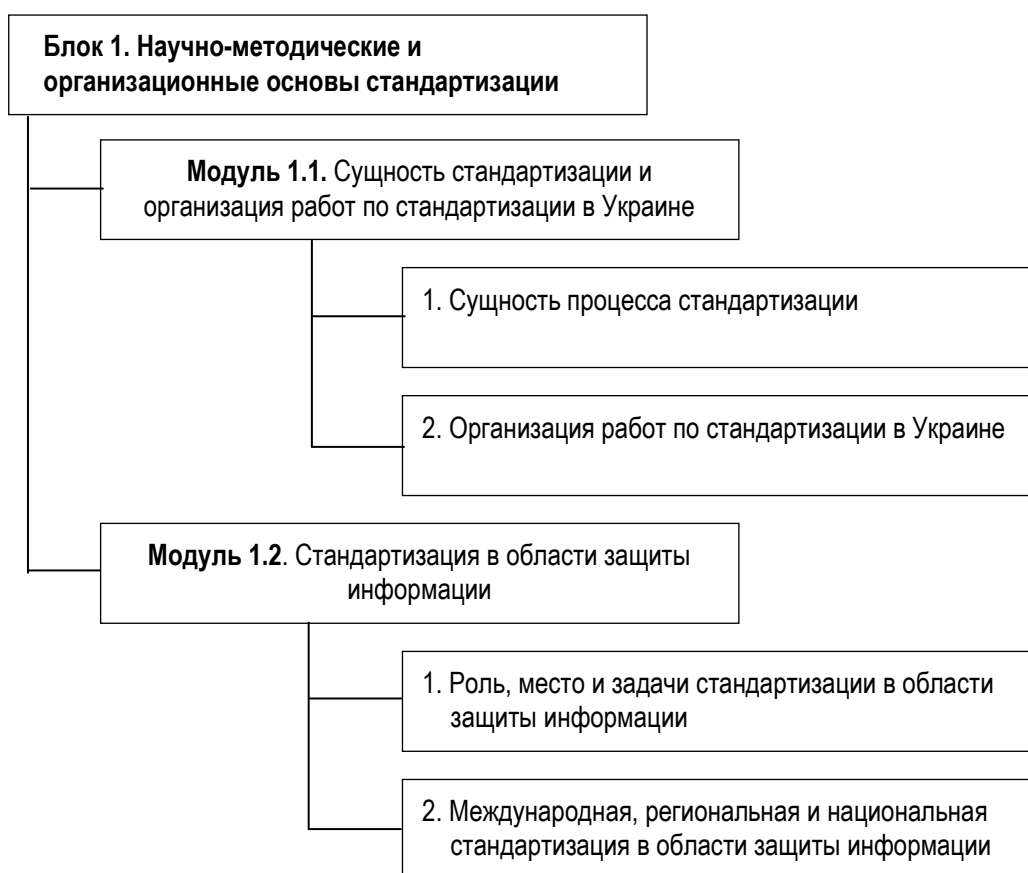 Блок 1. Научно-методические и
организационные основы стандартизации
Модуль 1.1. Сущность стандартизации и
организация работ по стандартизации в Украине
1. Сущность процесса стандартизации
2. Организация работ по стандартизации в Украине
Модуль 1.2. Стандартизация в области защиты
информации
1. Роль, место и задачи стандартизации в области
защиты информации
2. Международная, региональная и национальная
стандартизация в области защиты информации